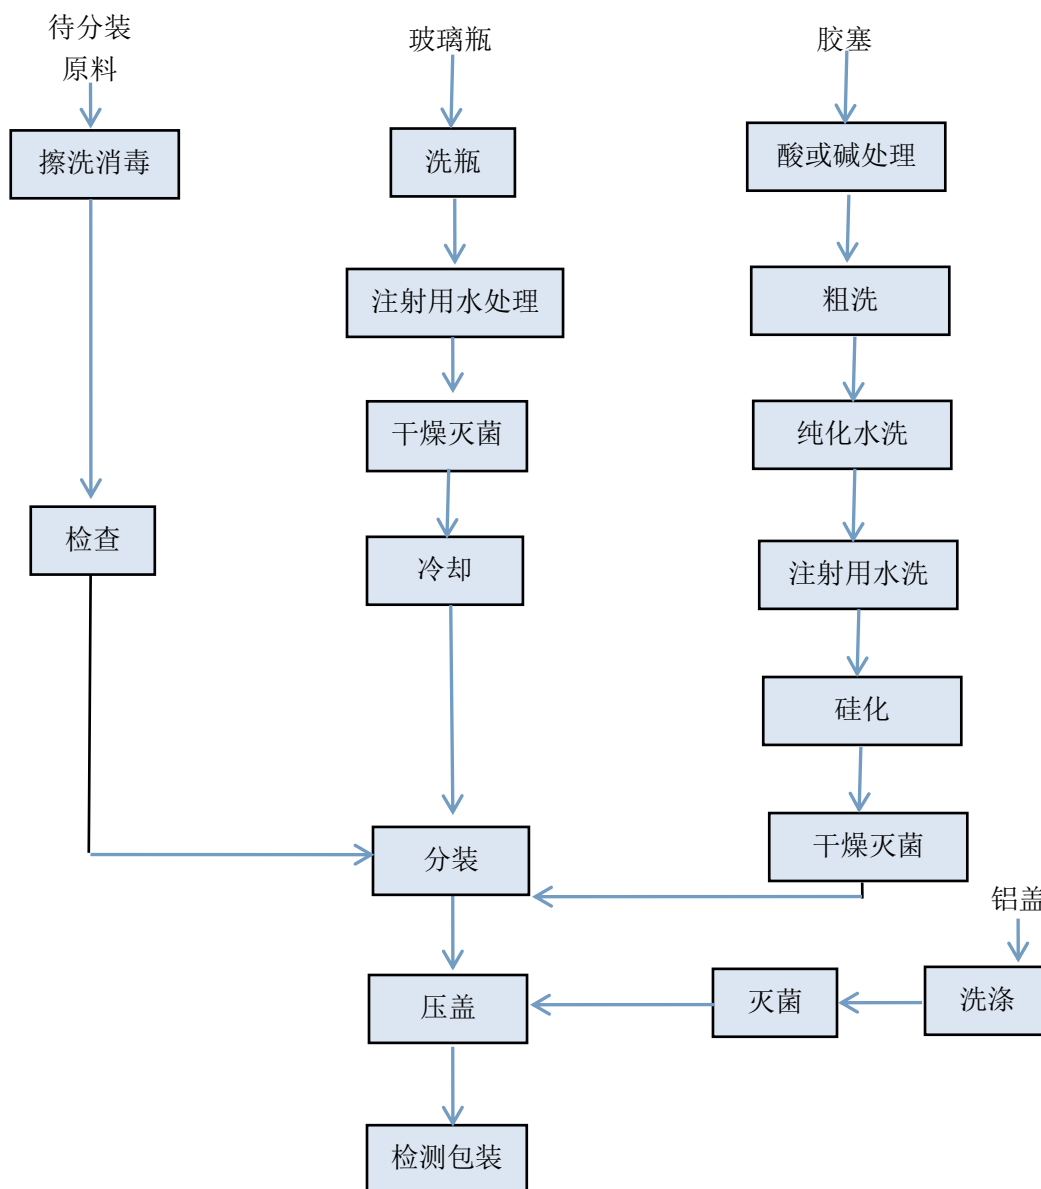 待分装
原料
玻璃瓶
胶塞
擦洗消毒
洗瓶
酸或碱处理
注射用水处理
粗洗
干燥灭菌
纯化水洗
检查
冷却
注射用水洗
硅化
分装
干燥灭菌
铝盖
压盖
灭菌
洗涤
检测包装